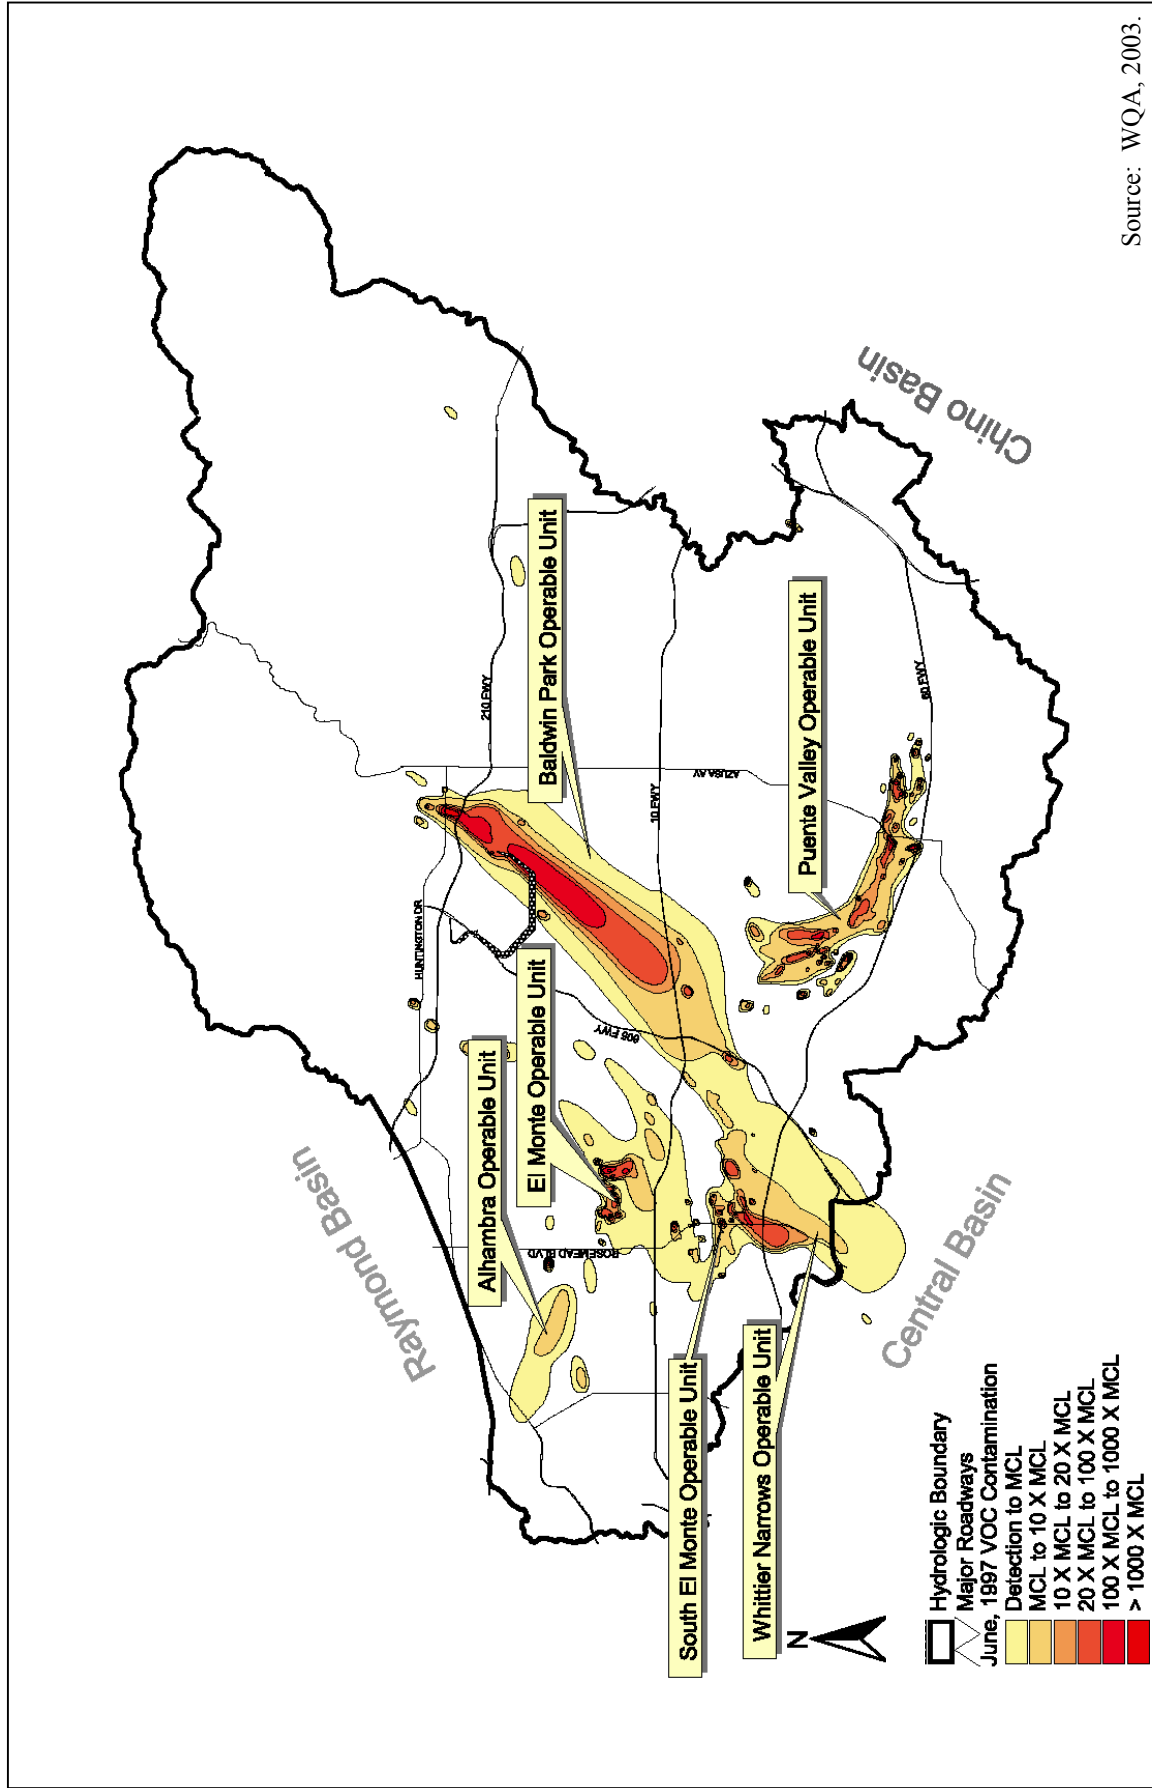 Raymond Basin
Alhambra Operable Unit
El Monte Operable Unit
HUNTINGTON DR
210 FWY
Baldwin Park Operable Unit
ROSEMEAD BLVD
605 FWY
10 FWY
AZUSA AV
Chino Basin
South El Monte Operable Unit
Whittier Narrows Operable Unit
Puente Valley Operable Unit
60 FWY
Central Basin
N
Hydrologic Boundary
Major Roadways
June, 1997 VOC Contamination
Detection to MCL
MCL to 10 X MCL
10 X MCL to 20 X MCL
20 X MCL to 100 X MCL
100 X MCL to 1000 X MCL
> 1000 X MCL
Source: WQA, 2003.